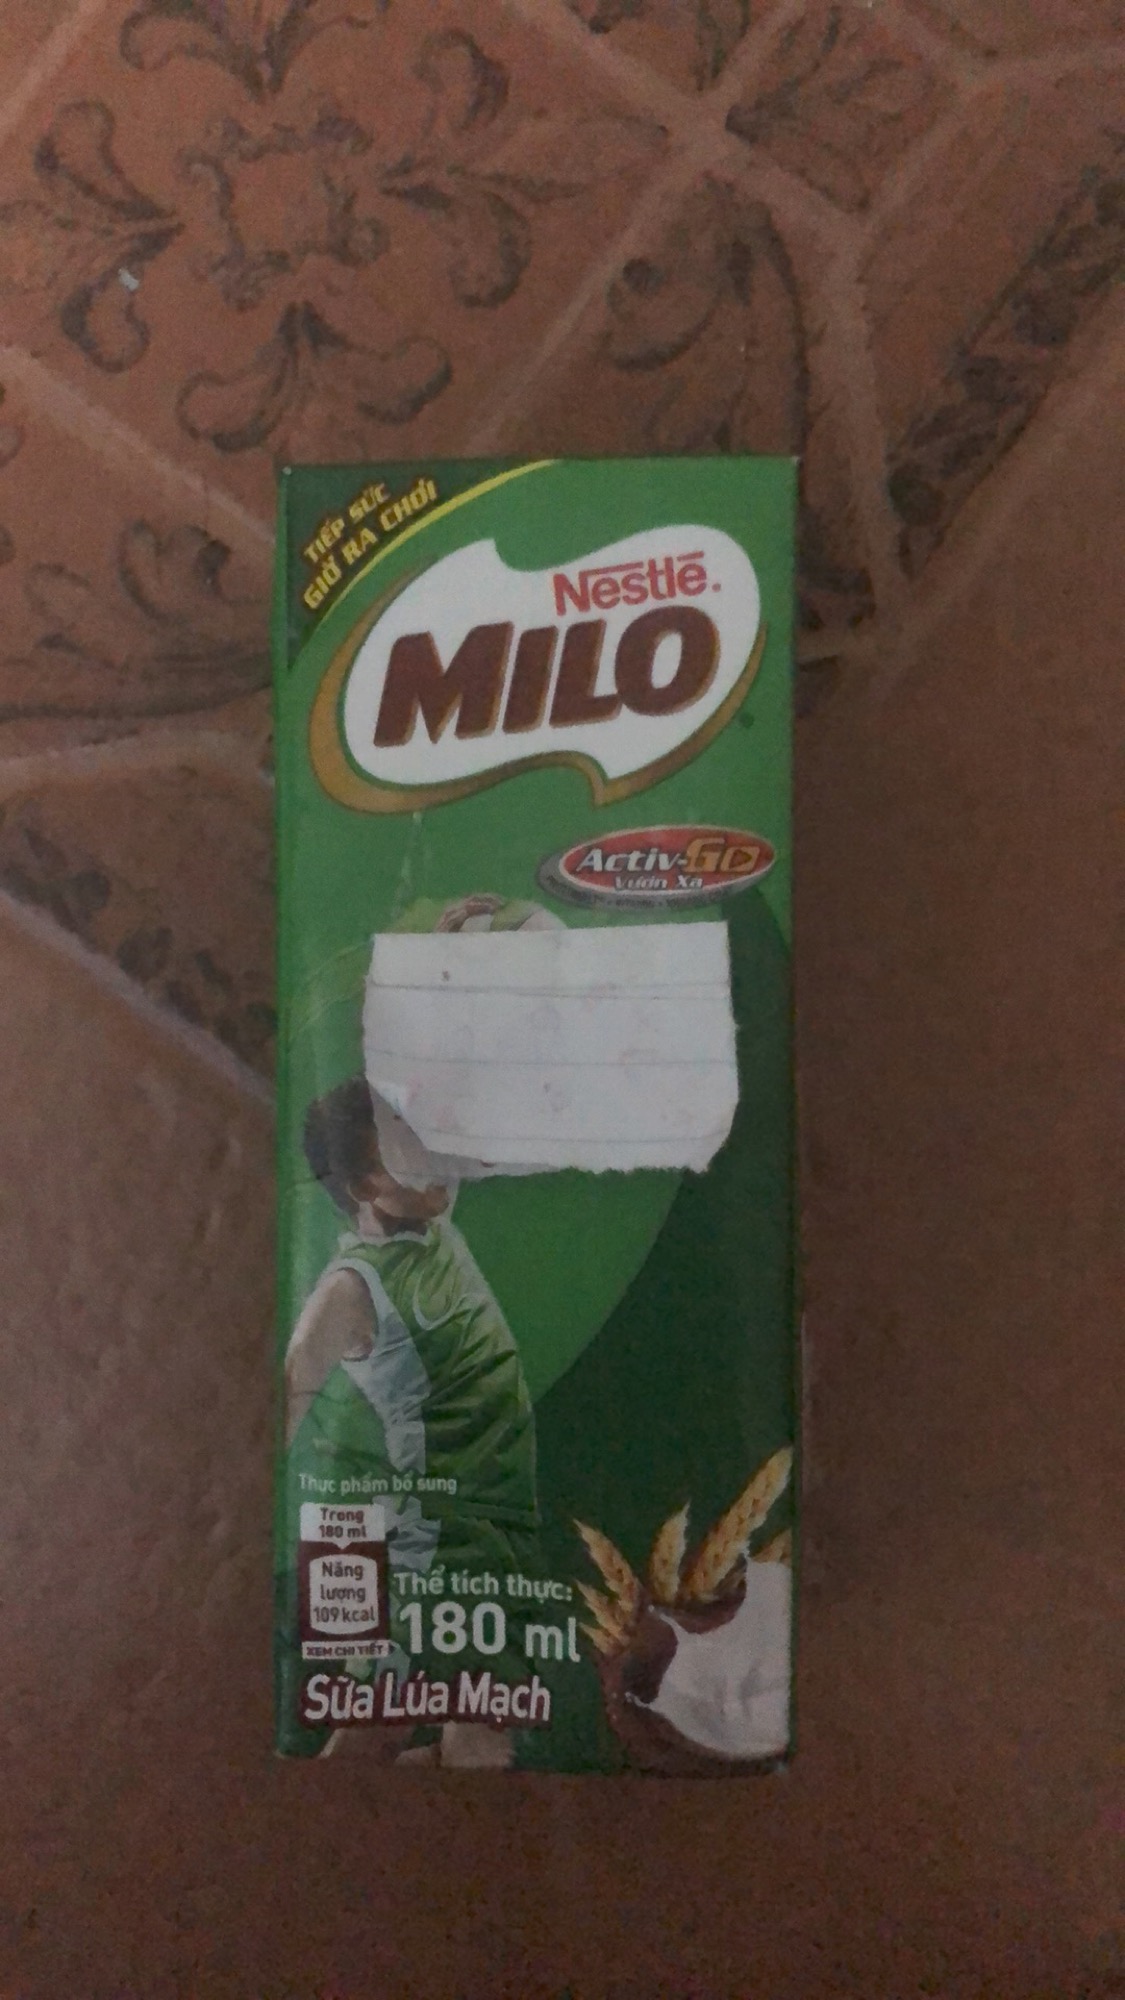 TIẾP SỨC
GIỜ RA CHƠI
Nestlé.
MILO
Activ-GO
Vươn Xa
Thực phẩm bổ sung
Trong
180 ml
Năng
lượng
109 kcal
XEM CHI TIẾT
Thể tích thực:
180 ml
Sữa Lúa Mạch